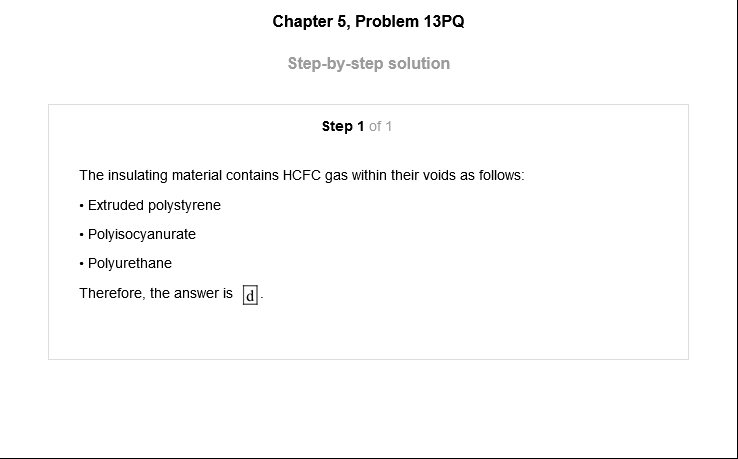 Chapter 5, Problem 13PQ
Step-by-step solution
Step 1 of 1
The insulating material contains HCFC gas within their voids as follows:
• Extruded polystyrene
• Polyisocyanurate
• Polyurethane
Therefore, the answer is d.